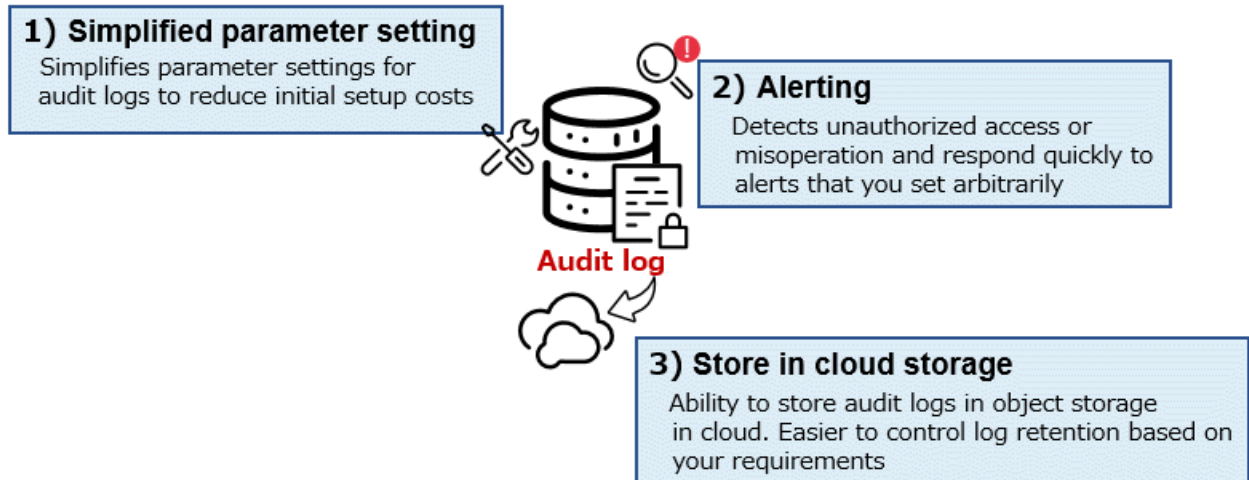 1) Simplified parameter setting
Simplifies parameter settings for
audit logs to reduce initial setup costs
!
2) Alerting
Detects unauthorized access or
misoperation and respond quickly to
alerts that you set arbitrarily
Audit log
3) Store in cloud storage
Ability to store audit logs in object storage
in cloud. Easier to control log retention based on
your requirements